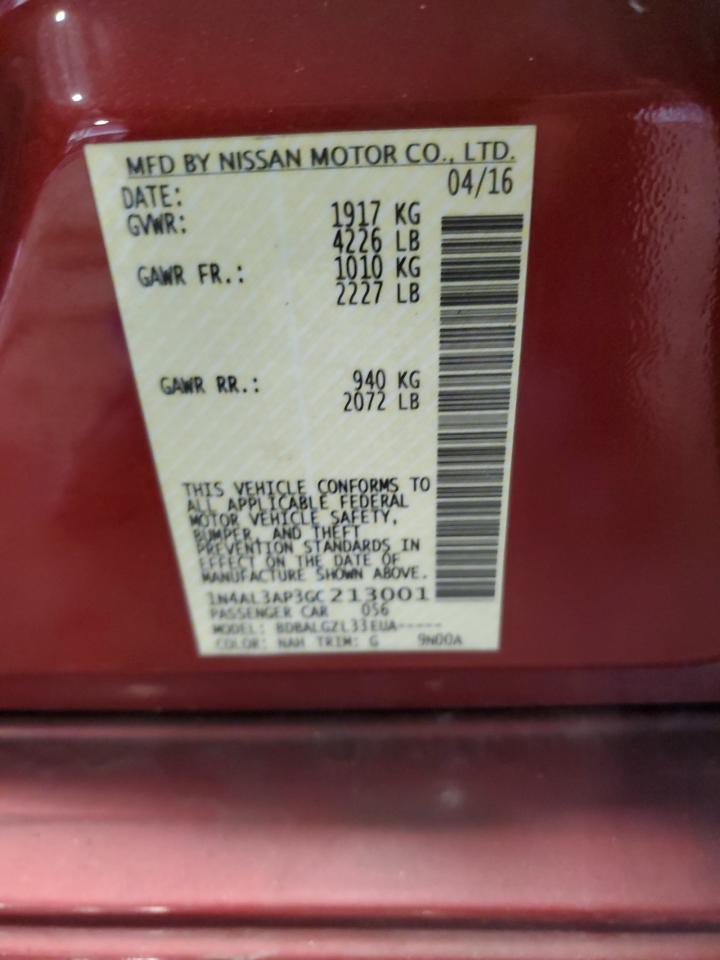 MFD BY NISSAN MOTOR CO., LTD.
DATE: 04/16
GVWR: 1917 KG
4226 LB
GAWR FR.: 1010 KG
2227 LB
GAWR RR.: 940 KG
2072 LB
THIS VEHICLE CONFORMS TO
ALL APPLICABLE FEDERAL
MOTOR VEHICLE SAFETY,
BUMPER, AND THEFT
PREVENTION STANDARDS IN
EFFECT ON THE DATE OF
MANUFACTURE SHOWN ABOVE.
1N4AL3AP3GC213001
PASSENGER CAR 056
MODEL: BDBALGZL33EUA-----
COLOR: NAH TRIM: G 9N00A